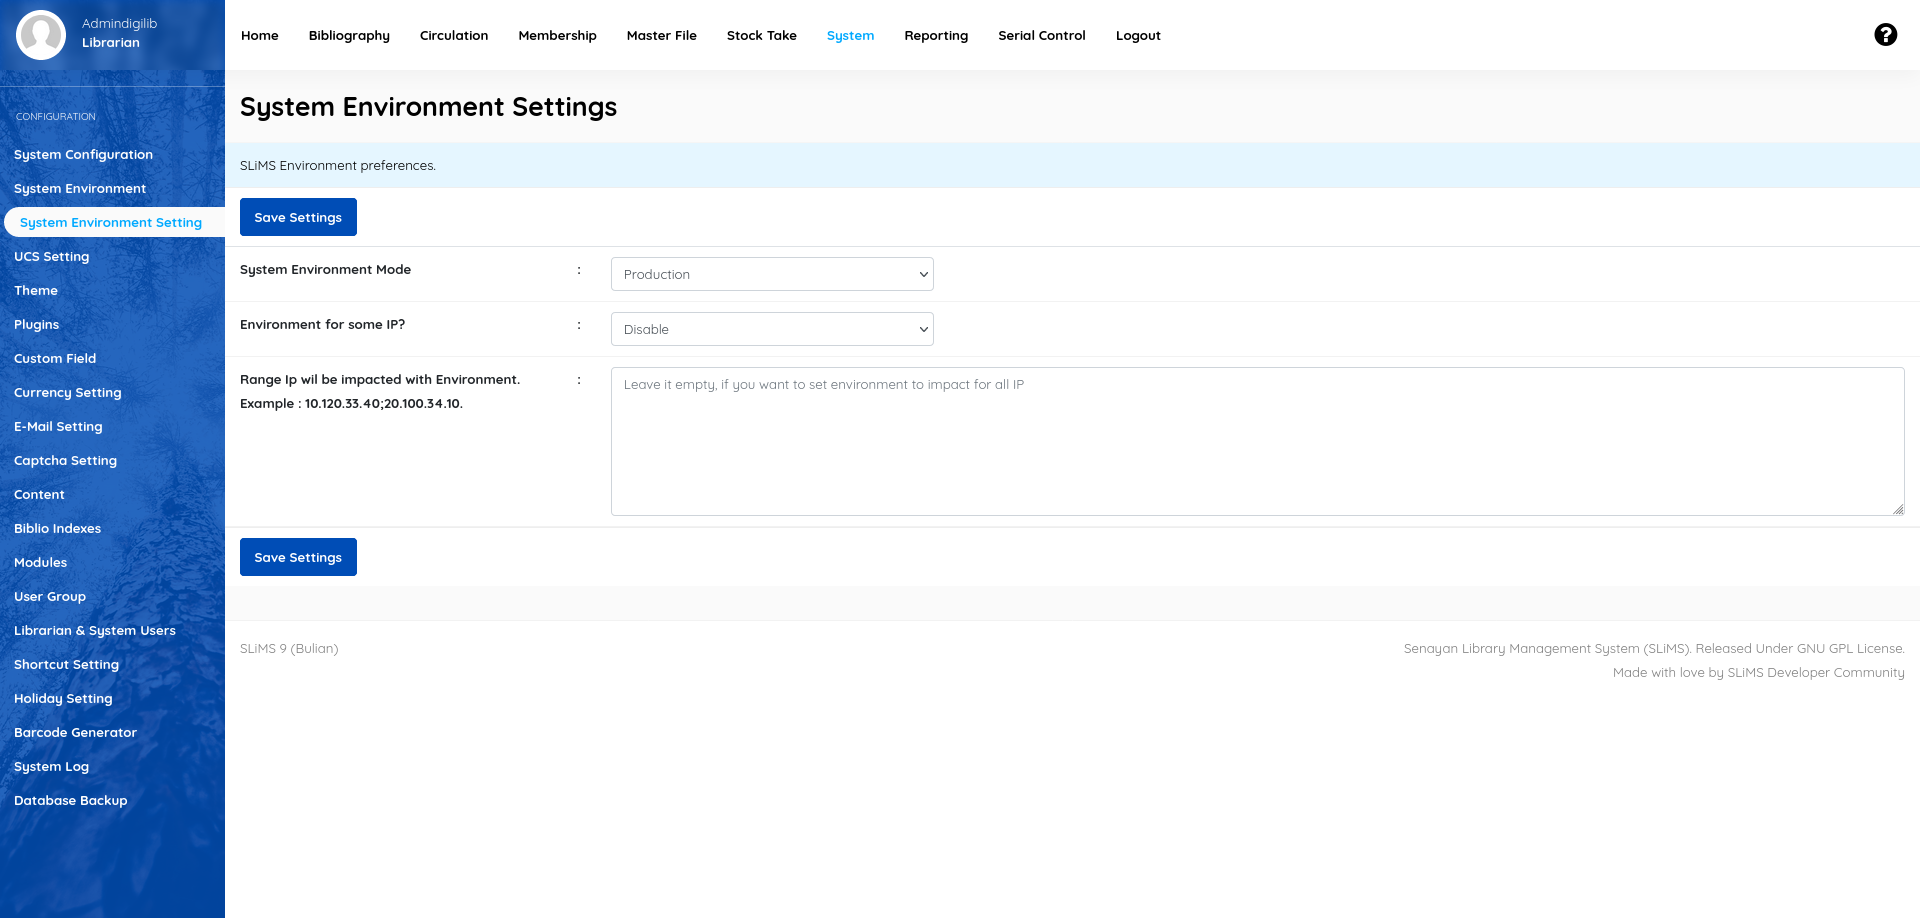 Admindigilib
Librarian
Home
Bibliography
Circulation
Membership
Master File
Stock Take
System
Reporting
Serial Control
Logout
CONFIGURATION
System Configuration
System Environment
System Environment Setting
UCS Setting
Theme
Plugins
Custom Field
Currency Setting
E-Mail Setting
Captcha Setting
Content
Biblio Indexes
Modules
User Group
Librarian & System Users
Shortcut Setting
Holiday Setting
Barcode Generator
System Log
Database Backup
System Environment Settings
SLiMS Environment preferences.
Save Settings
System Environment Mode : Production
Environment for some IP? : Disable
Range Ip wil be impacted with Environment. : Leave it empty, if you want to set environment to impact for all IP
Example : 10.120.33.40;20.100.34.10.
Save Settings
SLiMS 9 (Bulian)
Senayan Library Management System (SLiMS). Released Under GNU GPL License.
Made with love by SLiMS Developer Community